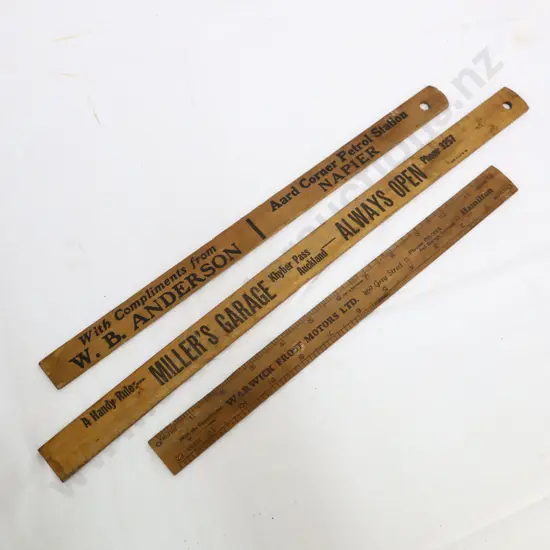 With Compliments from
W. B. ANDERSON
Aard Corner Petrol Station
NAPIER
A Handy Rule
MILLER'S GARAGE
Khyber Pass
Auckland
ALWAYS OPEN
Phone 3257
WARWICK FROST MOTORS LTD.
Hamilton